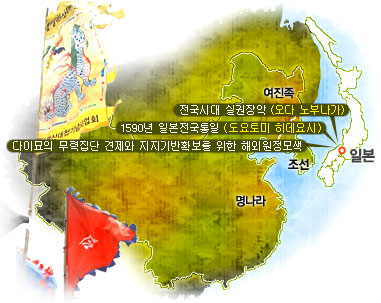 여진족
전국시대 실권장악 (오다 노부나가)
1590년 일본전국통일 (도요토미 히데요시)
다이묘의 무력집단 견제와 지지기반확보를 위한 해외원정모색
일본
조선
명나라